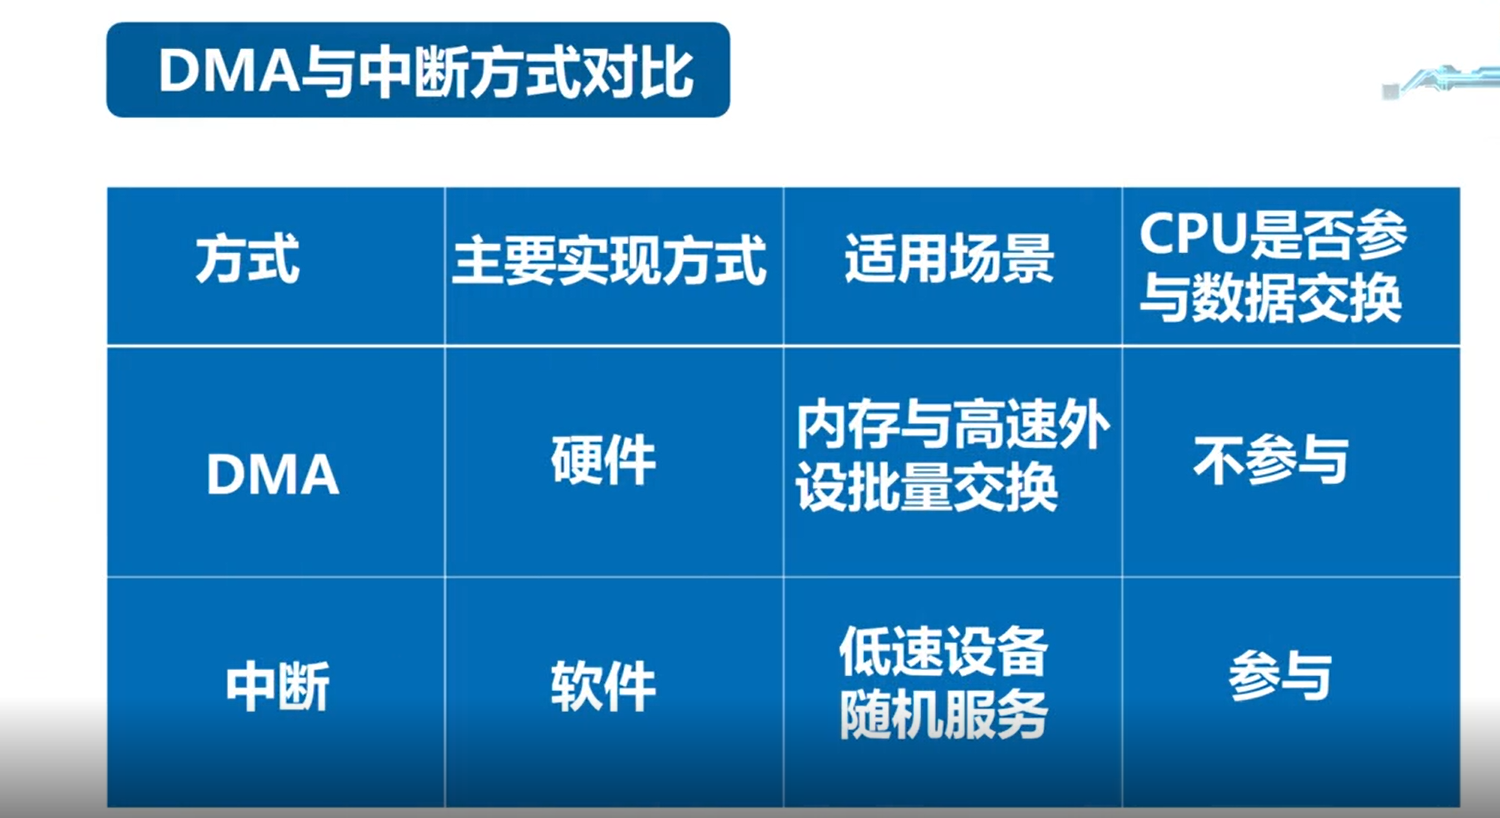 DMA与中断方式对比
方式
主要实现方式
适用场景
CPU是否参
与数据交换
DMA
硬件
内存与高速外
设批量交换
不参与
中断
软件
低速设备
随机服务
参与